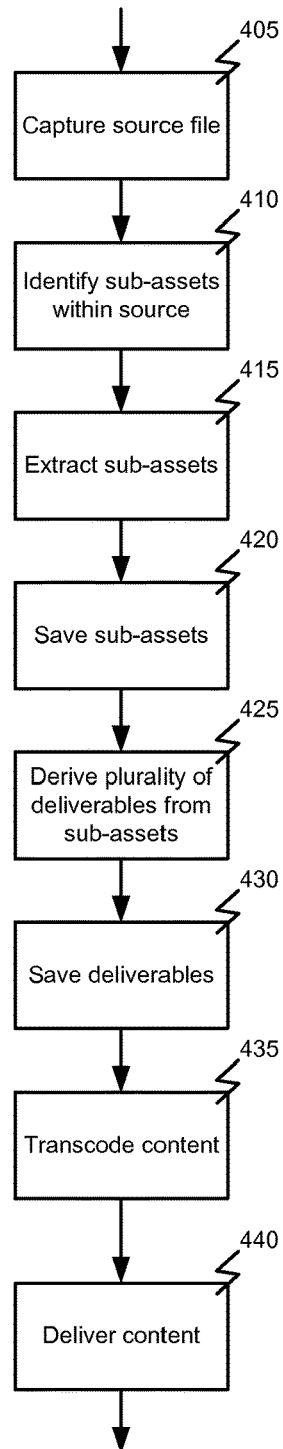 405
Capture source file
410
Identify sub-assets
within source
415
Extract sub-assets
420
Save sub-assets
425
Derive plurality of
deliverables from
sub-assets
430
Save deliverables
435
Transcode content
440
Deliver content